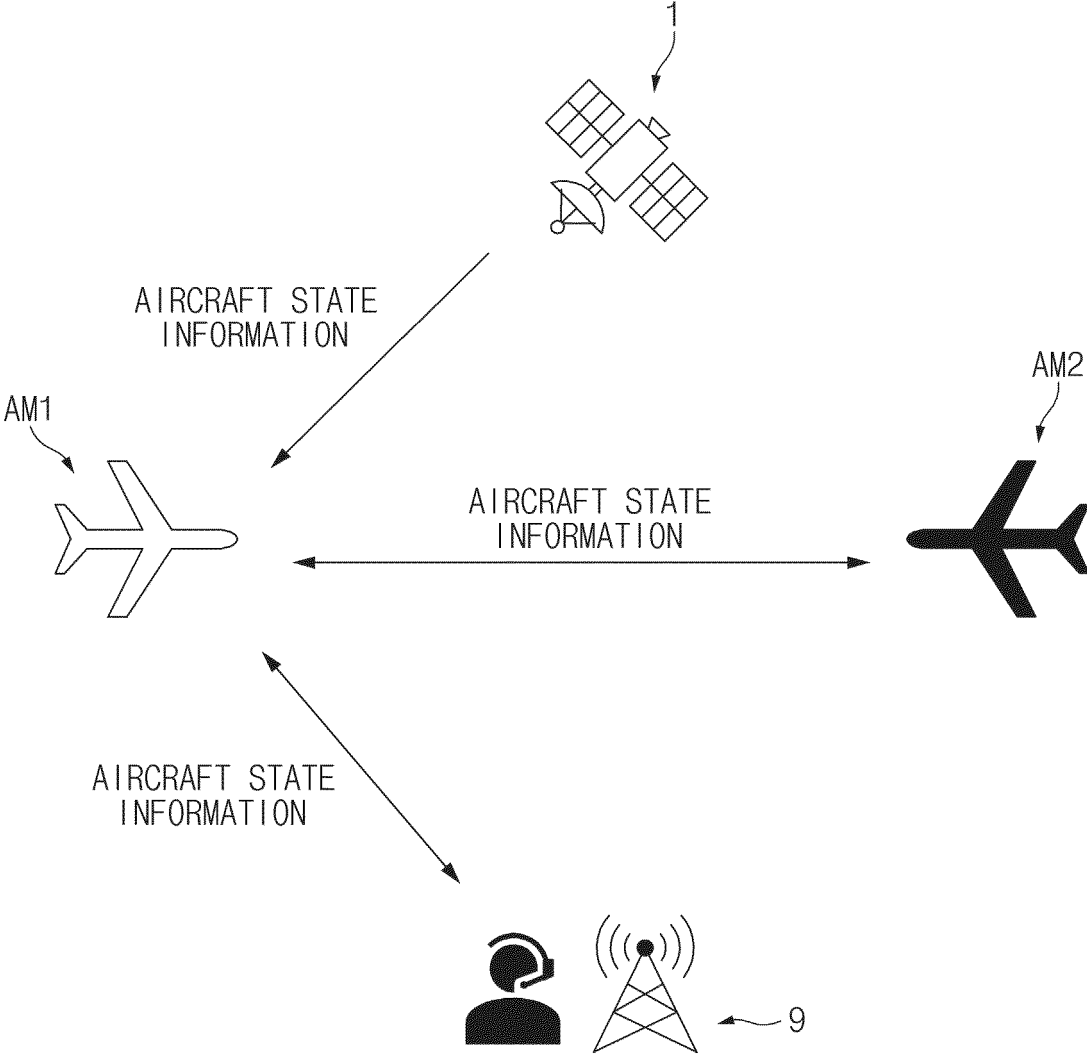 1
AIRCRAFT STATE
INFORMATION
AM1
AM2
AIRCRAFT STATE
INFORMATION
AIRCRAFT STATE
INFORMATION
9